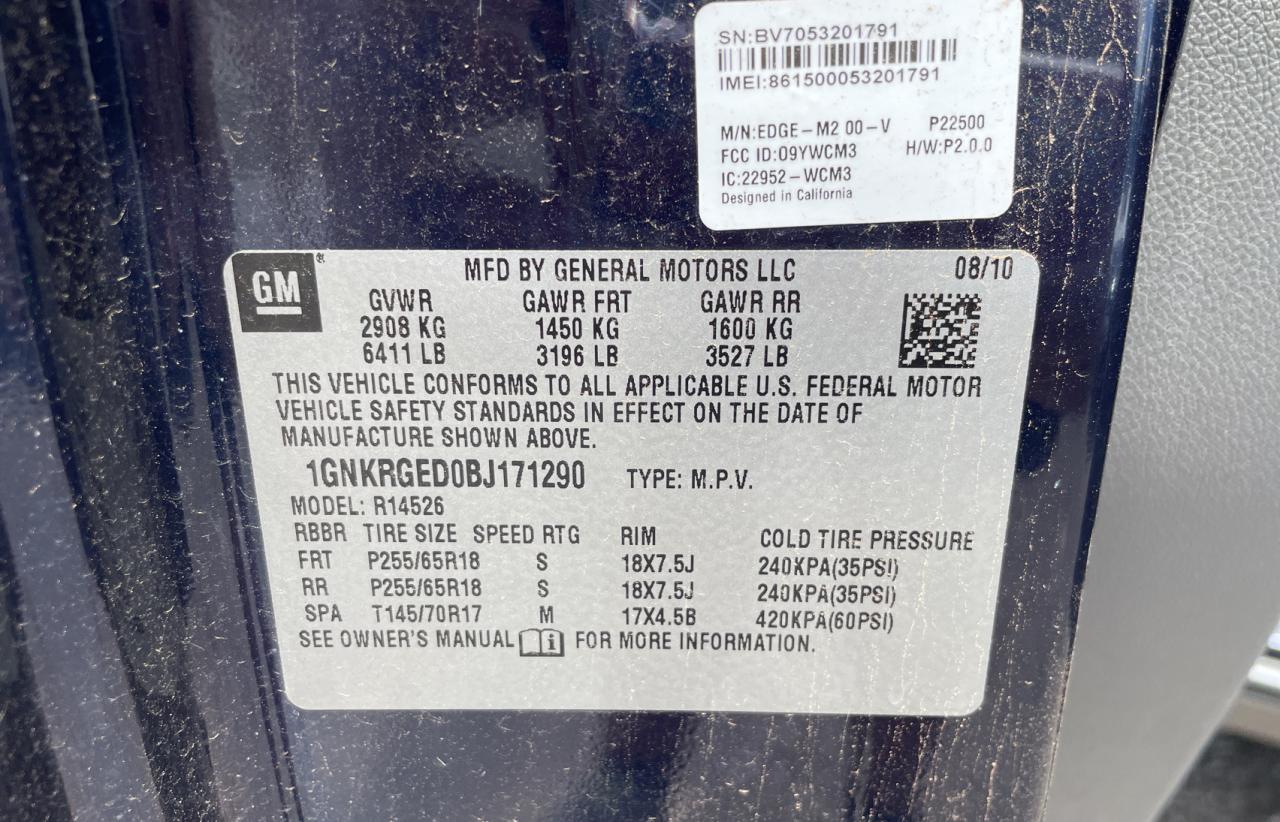 SN:BV7053201791
IMEI:861500053201791
M/N:EDGE-M2 00-V P22500
FCC ID:O9YWCM3 H/W:P2.0.0
IC:22952-WCM3
Designed in California
GM®
MFD BY GENERAL MOTORS LLC 08/10
GVWR GAWR FRT GAWR RR
2908 KG 1450 KG 1600 KG
6411 LB 3196 LB 3527 LB
THIS VEHICLE CONFORMS TO ALL APPLICABLE U.S. FEDERAL MOTOR
VEHICLE SAFETY STANDARDS IN EFFECT ON THE DATE OF
MANUFACTURE SHOWN ABOVE.
1GNKRGED0BJ171290 TYPE: M.P.V.
MODEL: R14526
RBBR TIRE SIZE SPEED RTG RIM COLD TIRE PRESSURE
FRT P255/65R18 S 18X7.5J 240KPA(35PSI)
RR P255/65R18 S 18X7.5J 240KPA(35PSI)
SPA T145/70R17 M 17X4.5B 420KPA(60PSI)
SEE OWNER'S MANUAL i FOR MORE INFORMATION.